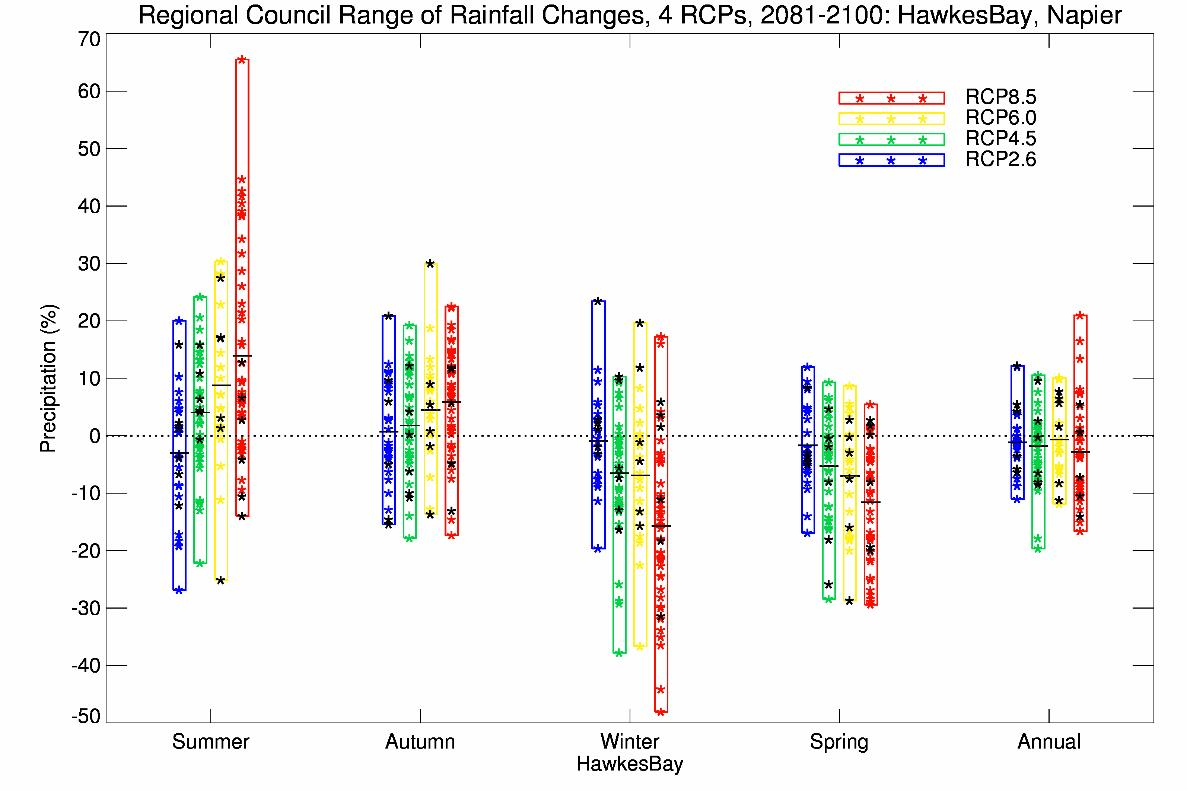 Regional Council Range of Rainfall Changes, 4 RCPs, 2081-2100: HawkesBay, Napier
70
60
50
40
30
20
10
0
-10
-20
-30
-40
-50
Precipitation (%)
RCP8.5
RCP6.0
RCP4.5
RCP2.6
Summer Autumn Winter Spring Annual
HawkesBay